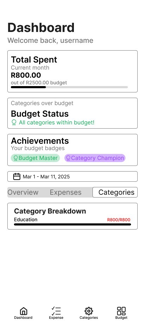 Dashboard
Welcome back, username
Total Spent
Current month
R800.00
out of R2000.00 budget
Categories over budget
Budget Status
All categories within budget!
Achievements
Your budget badges
Budget Master
Category Champion
Mar 1 - Mar 11, 2025
Overview Expenses Categories
Category Breakdown
Education R800/R800
Dashboard Expense Categories Budget